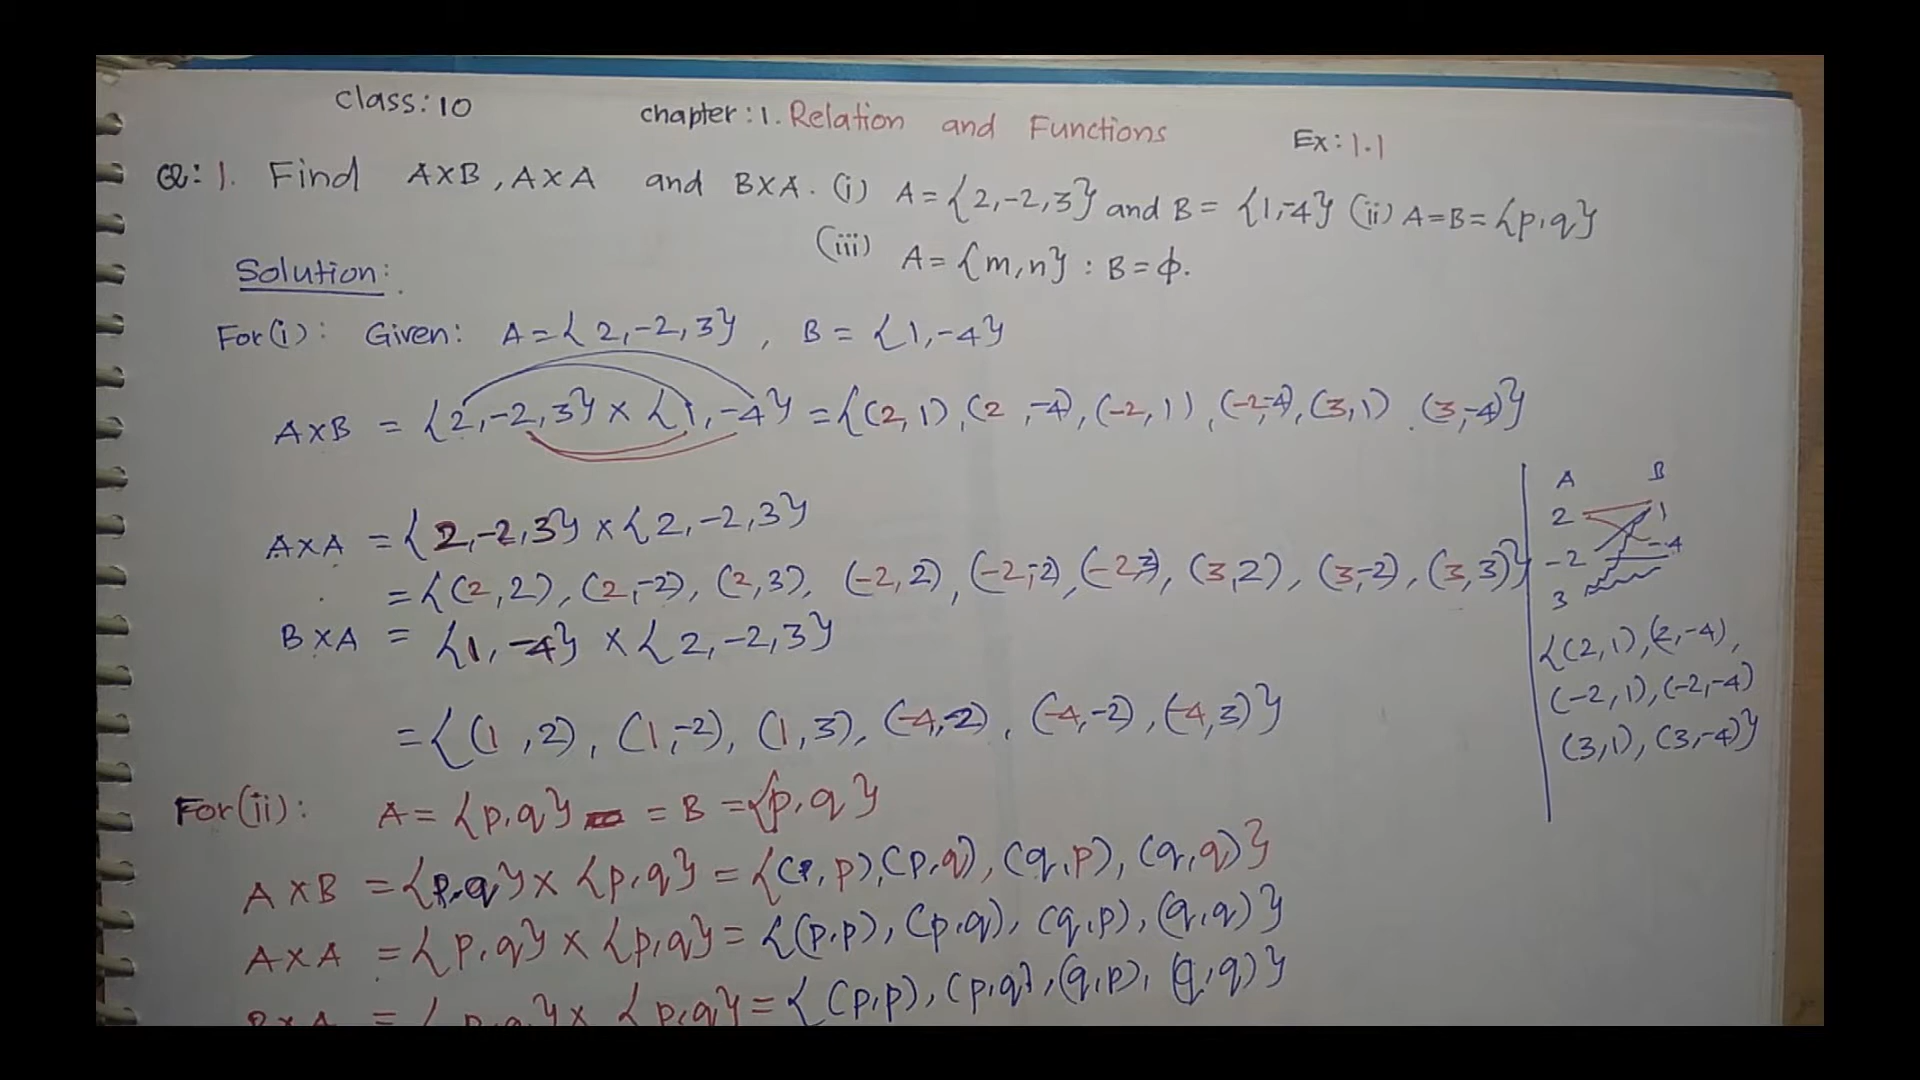 class: 10 chapter: 1. Relation and Functions Ex: 1.1
Q: 1. Find A×B, A×A and B×A. (i) A = {2,-2,3} and B = {1,-4} (ii) A=B={p,q}
(iii) A = {m,n} : B = ϕ.
Solution:
For(i): Given: A={2,-2,3}, B = {1,-4}
A×B = {2,-2,3} × {1,-4} = {(2,1),(2,-4),(-2,1),(-2,-4),(3,1),(3,-4)}
A×A = {2,-2,3} × {2,-2,3}
= {(2,2),(2,-2),(2,3),(-2,2),(-2,-2),(-2,3),(3,2),(3,-2),(3,3)}
B×A = {1,-4} × {2,-2,3}
= {(1,2),(1,-2),(1,3),(-4,2),(-4,-2),(-4,3)}
A B
2 1
-2 -4
3
{(2,1),(2,-4),
(-2,1),(-2,-4)
(3,1),(3,-4)}
For(ii): A = {p,q} = B = {p,q}
A×B = {p,q} × {p,q} = {(p,p),(p,q),(q,p),(q,q)}
A×A = {p,q} × {p,q} = {(p,p),(p,q),(q,p),(q,q)}
B×A = {p,q} × {p,q} = {(p,p),(p,q),(q,p),(q,q)}